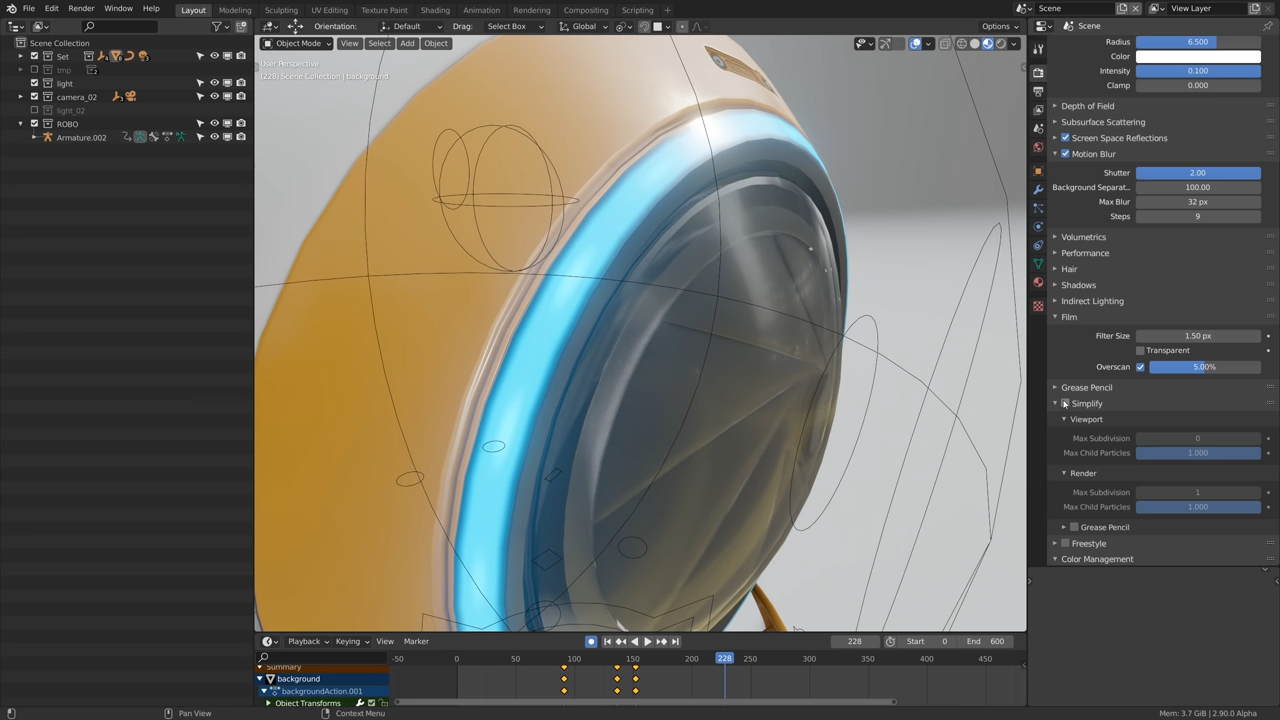 File Edit Render Window Help
Layout Modeling Sculpting UV Editing Texture Paint Shading Animation Rendering Compositing Scripting +
Scene
View Layer
Orientation: Default Drag: Select Box Global
Options
Object Mode View Select Add Object
User Perspective
(228) Scene Collection | background
Scene Collection
Set
tmp
light
camera_02
light_02
ROBO
Armature.002
Scene
Radius 6.500
Color
Intensity 0.100
Clamp 0.000
Depth of Field
Subsurface Scattering
Screen Space Reflections
Motion Blur
Shutter 2.00
Background Separat... 100.00
Max Blur 32 px
Steps 9
Volumetrics
Performance
Hair
Shadows
Indirect Lighting
Film
Filter Size 1.50 px
Transparent
Overscan 5.00%
Grease Pencil
Simplify
Viewport
Max Subdivision 0
Max Child Particles 1.000
Render
Max Subdivision 1
Max Child Particles 1.000
Grease Pencil
Freestyle
Color Management
Playback Keying View Marker
228 Start 0 End 600
-50 0 50 100 150 200 228 250 300 350 400 450
Summary
background
backgroundAction.001
Object Transforms
Pan View
Context Menu
Mem: 3.7 GiB | 2.90.0 Alpha